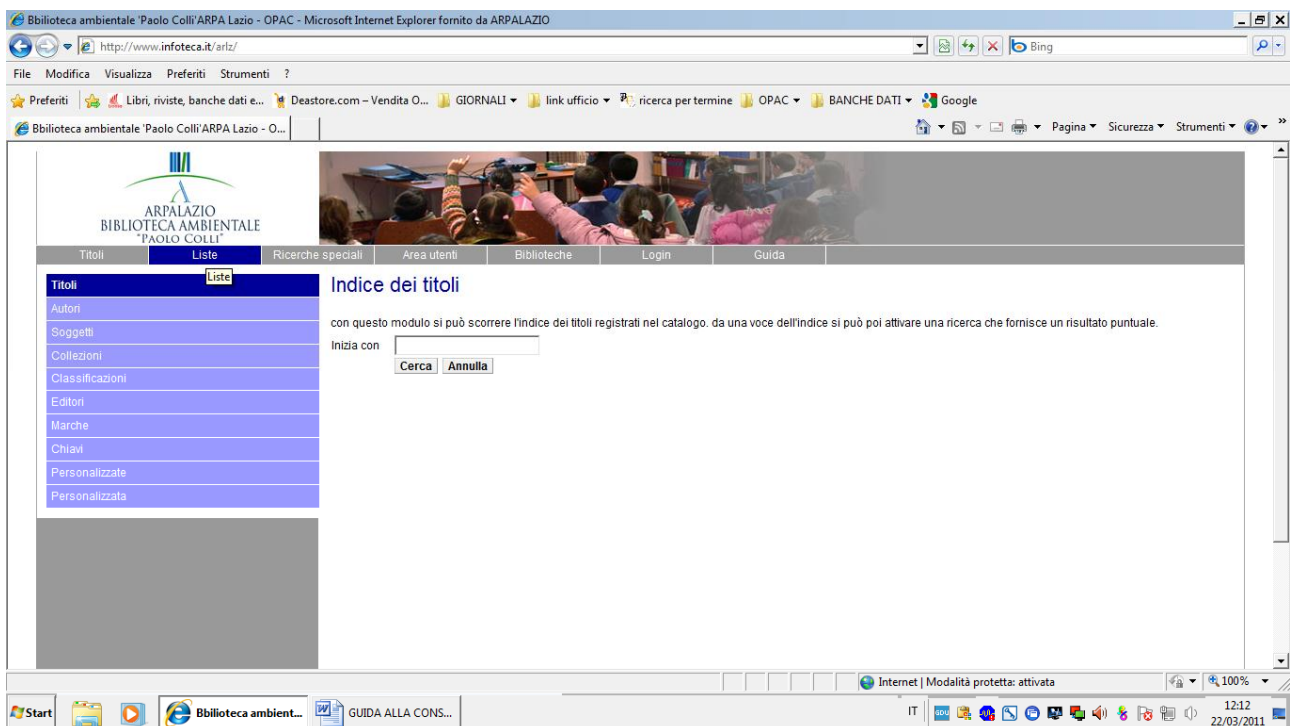 Bbilioteca ambientale 'Paolo Colli'ARPA Lazio - OPAC - Microsoft Internet Explorer fornito da ARPALAZIO
http://www.infoteca.it/arlz/
Bing
File Modifica Visualizza Preferiti Strumenti ?
Preferiti Libri, riviste, banche dati e... Deastore.com – Vendita O... GIORNALI link ufficio ricerca per termine OPAC BANCHE DATI Google
Bbilioteca ambientale 'Paolo Colli'ARPA Lazio - O... Pagina Sicurezza Strumenti »
ARPALAZIO
BIBLIOTECA AMBIENTALE
"PAOLO COLLI"
Titoli Liste Ricerche speciali Area utenti Biblioteche Login Guida
Liste
Titoli
Autori
Soggetti
Collezioni
Classificazioni
Editori
Marche
Chiavi
Personalizzate
Personalizzata
Indice dei titoli
con questo modulo si può scorrere l'indice dei titoli registrati nel catalogo. da una voce dell'indice si può poi attivare una ricerca che fornisce un risultato puntuale.
Inizia con
Cerca Annulla
Internet | Modalità protetta: attivata 100%
Start Bbilioteca ambient... GUIDA ALLA CONS... IT 12:12
22/03/2011